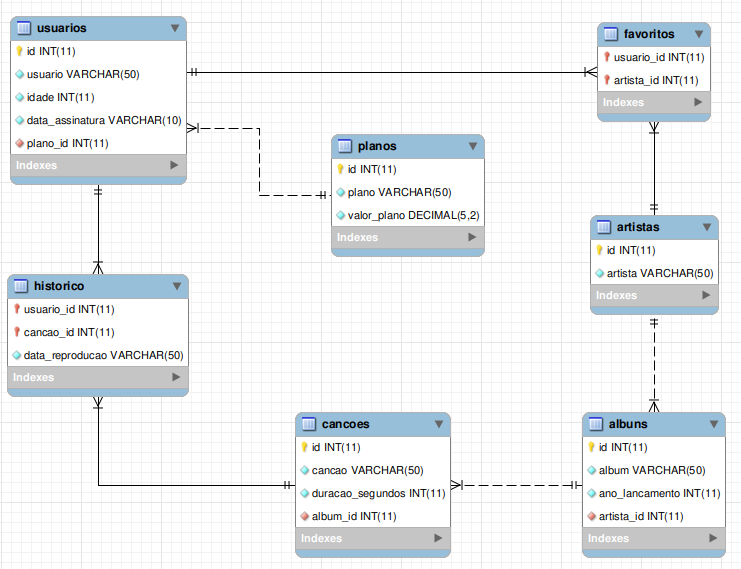 usuarios
id INT(11)
usuario VARCHAR(50)
idade INT(11)
data_assinatura VARCHAR(10)
plano_id INT(11)
Indexes
favoritos
usuario_id INT(11)
artista_id INT(11)
Indexes
planos
id INT(11)
plano VARCHAR(50)
valor_plano DECIMAL(5,2)
Indexes
artistas
id INT(11)
artista VARCHAR(50)
Indexes
historico
usuario_id INT(11)
cancao_id INT(11)
data_reproducao VARCHAR(50)
Indexes
cancoes
id INT(11)
cancao VARCHAR(50)
duracao_segundos INT(11)
album_id INT(11)
Indexes
albuns
id INT(11)
album VARCHAR(50)
ano_lancamento INT(11)
artista_id INT(11)
Indexes